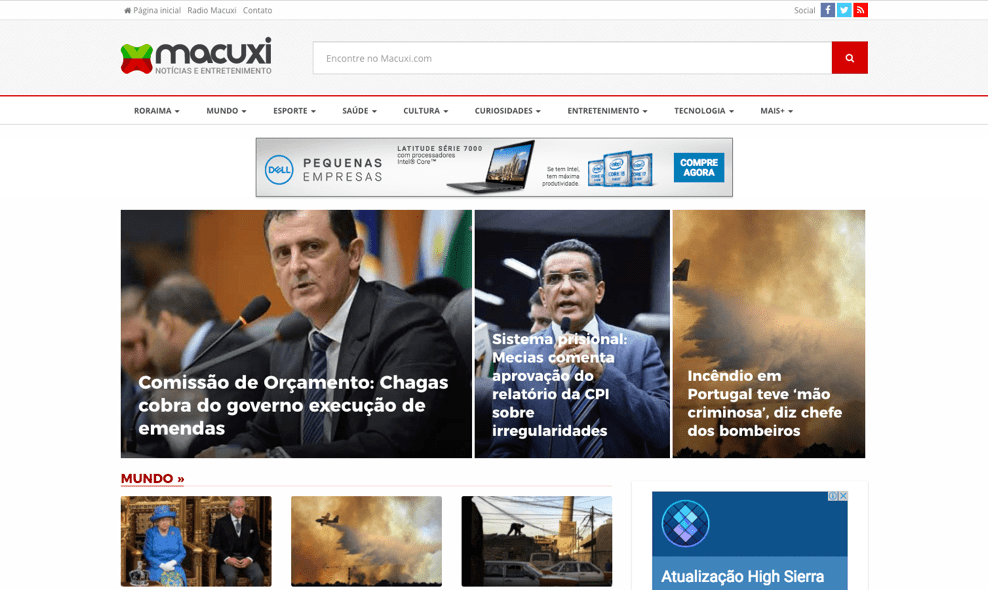 Página inicial Radio Macuxi Contato
Social
macuxi
NOTÍCIAS E ENTRETENIMENTO
Encontre no Macuxi.com
RORAIMA MUNDO ESPORTE SAÚDE CULTURA CURIOSIDADES ENTRETENIMENTO TECNOLOGIA MAIS+
DELL
PEQUENAS
EMPRESAS
LATITUDE SÉRIE 7000
com processadores
Intel® Core™
Se tem Intel,
tem máxima
produtividade.
COMPRE
AGORA
Comissão de Orçamento: Chagas
cobra do governo execução de
emendas
Sistema prisional:
Mecias comenta
aprovação do
relatório da CPI
sobre
irregularidades
Incêndio em
Portugal teve ‘mão
criminosa’, diz chefe
dos bombeiros
MUNDO »
Atualização High Sierra